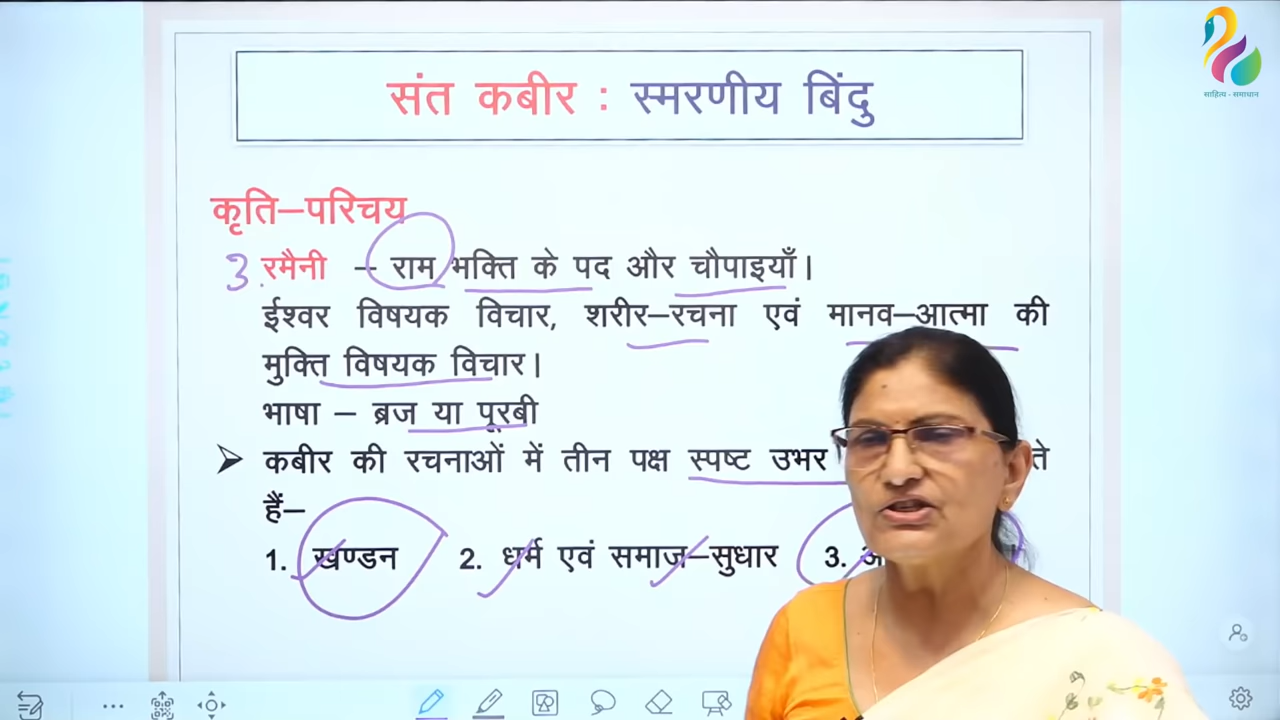 साहित्य - समाधान
संत कबीर : स्मरणीय बिंदु
कृति–परिचय
3. रमैनी – राम भक्ति के पद और चौपाइयाँ।
ईश्वर विषयक विचार, शरीर–रचना एवं मानव–आत्मा की
मुक्ति विषयक विचार।
भाषा – ब्रज या पूरबी
➤ कबीर की रचनाओं में तीन पक्ष स्पष्ट उभर ते
हैं–
1. खण्डन 2. धर्म एवं समाज–सुधार 3.